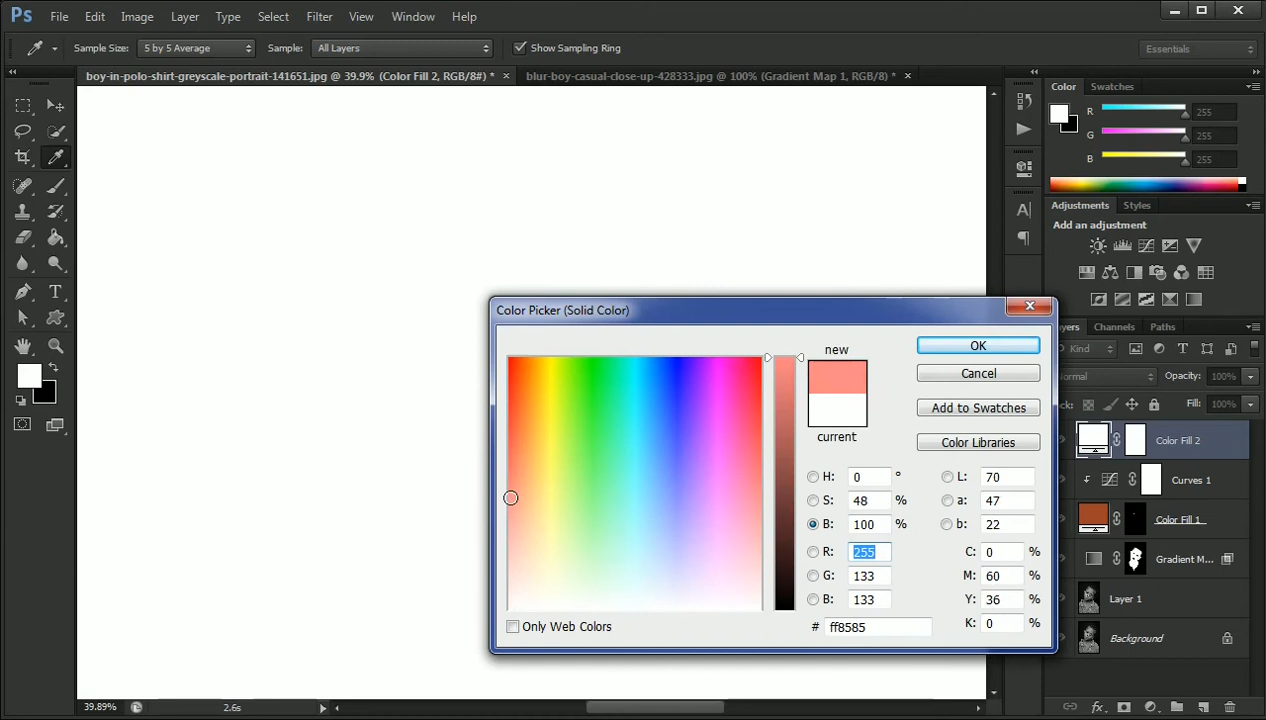 Ps File Edit Image Layer Type Select Filter View Window Help
Sample Size: 5 by 5 Average Sample: All Layers Show Sampling Ring Essentials
boy-in-polo-shirt-greyscale-portrait-141651.jpg @ 39.9% (Color Fill 2, RGB/8#) * × blur-boy-casual-close-up-428333.jpg @ 100% (Gradient Map 1, RGB/8) * ×
Color Swatches
R 255
G 255
B 255
Adjustments Styles
Add an adjustment
Layers Channels Paths
Kind
Normal Opacity: 100%
Fill: 100%
Color Fill 2
Curves 1
Color Fill 1
Gradient M...
Layer 1
Background
Color Picker (Solid Color)
new
current
OK
Cancel
Add to Swatches
Color Libraries
H: 0 ° L: 70
S: 48 % a: 47
B: 100 % b: 22
R: 255 C: 0 %
G: 133 M: 60 %
B: 133 Y: 36 %
# ff8585 K: 0 %
Only Web Colors
39.89% 2.6s